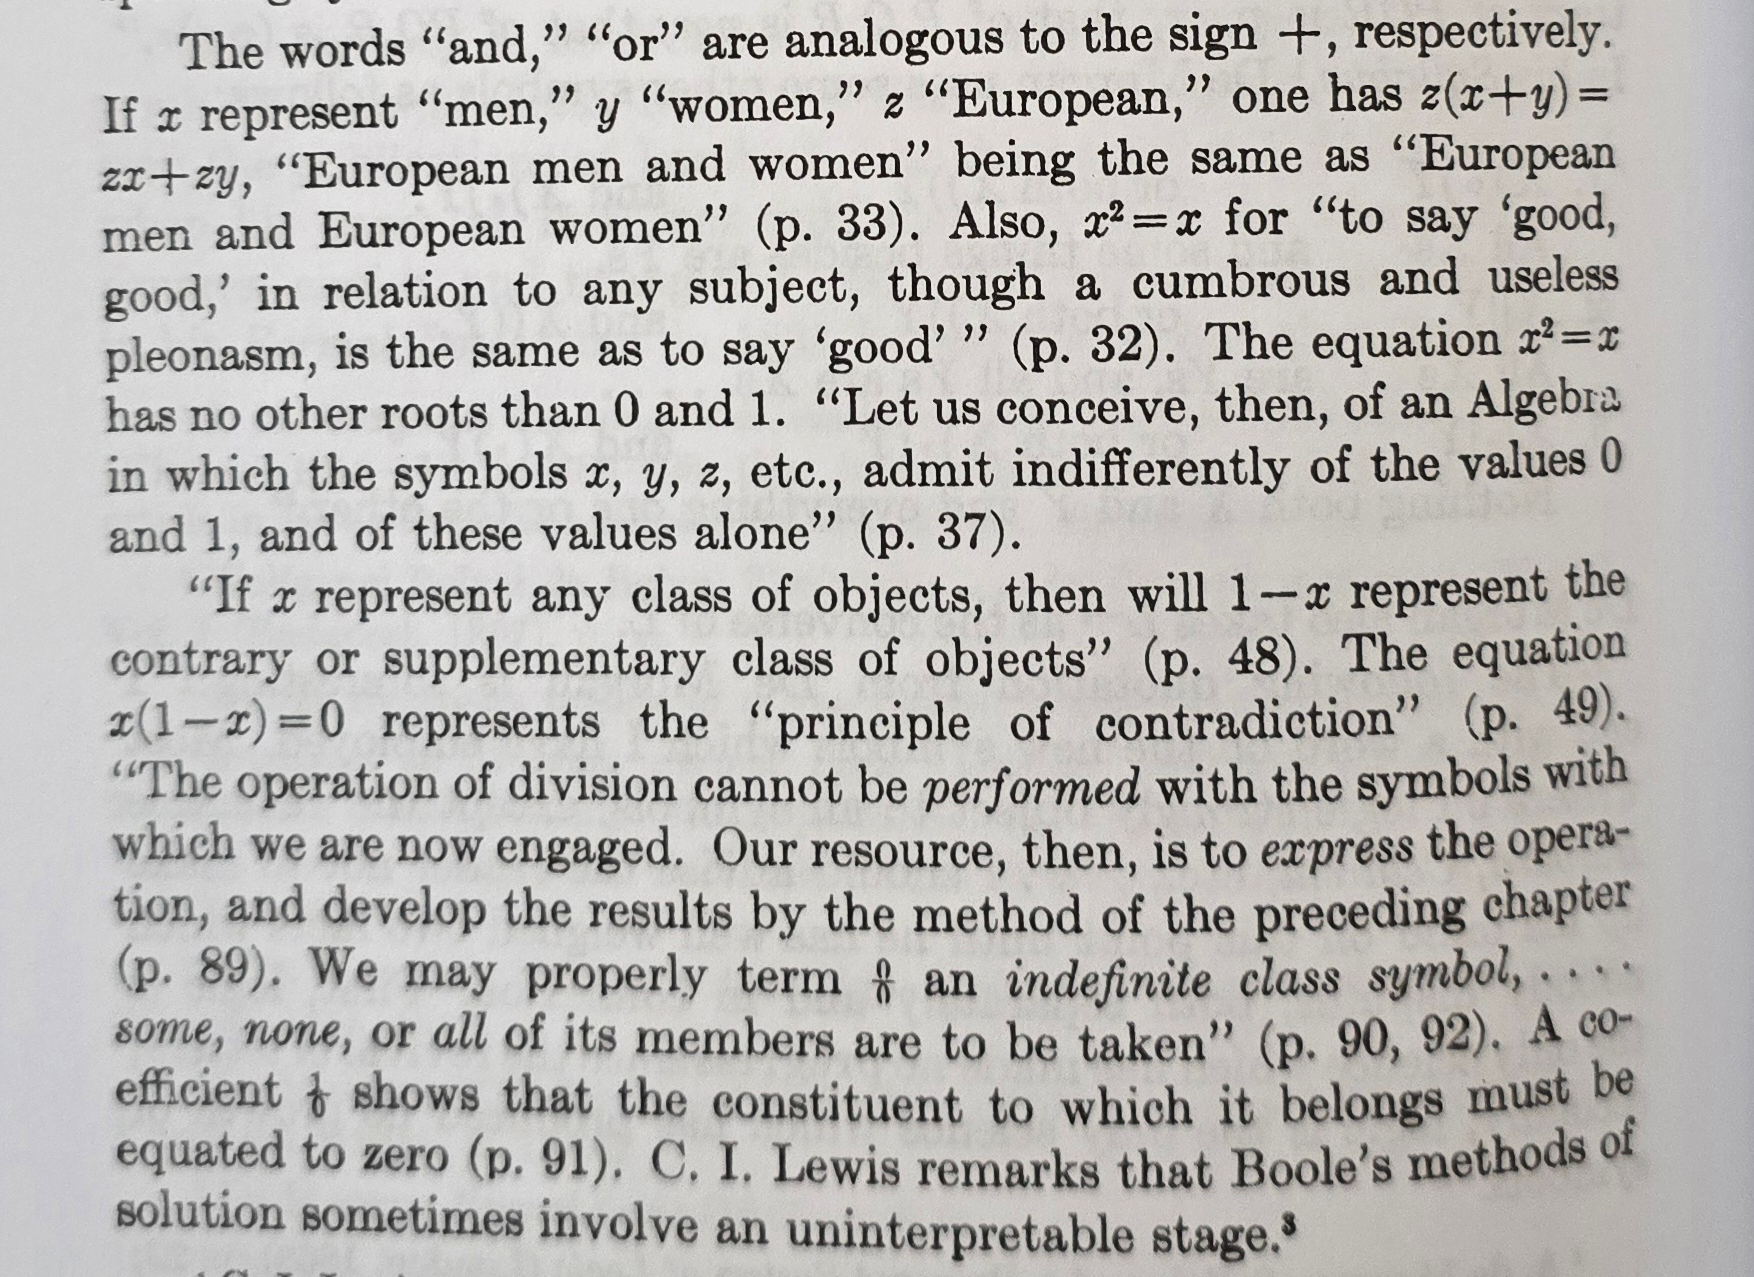 The words “and,” “or” are analogous to the sign +, respectively.
If x represent “men,” y “women,” z “European,” one has z(x+y)=
zx+zy, “European men and women” being the same as “European
men and European women” (p. 33). Also, x²=x for “to say ‘good,
good,’ in relation to any subject, though a cumbrous and useless
pleonasm, is the same as to say ‘good’ ” (p. 32). The equation x²=x
has no other roots than 0 and 1. “Let us conceive, then, of an Algebra
in which the symbols x, y, z, etc., admit indifferently of the values 0
and 1, and of these values alone” (p. 37).
“If x represent any class of objects, then will 1−x represent the
contrary or supplementary class of objects” (p. 48). The equation
x(1−x)=0 represents the “principle of contradiction” (p. 49).
“The operation of division cannot be performed with the symbols with
which we are now engaged. Our resource, then, is to express the opera-
tion, and develop the results by the method of the preceding chapter
(p. 89). We may properly term 0/0 an indefinite class symbol, . . . .
some, none, or all of its members are to be taken” (p. 90, 92). A co-
efficient 1/0 shows that the constituent to which it belongs must be
equated to zero (p. 91). C. I. Lewis remarks that Boole’s methods of
solution sometimes involve an uninterpretable stage.³